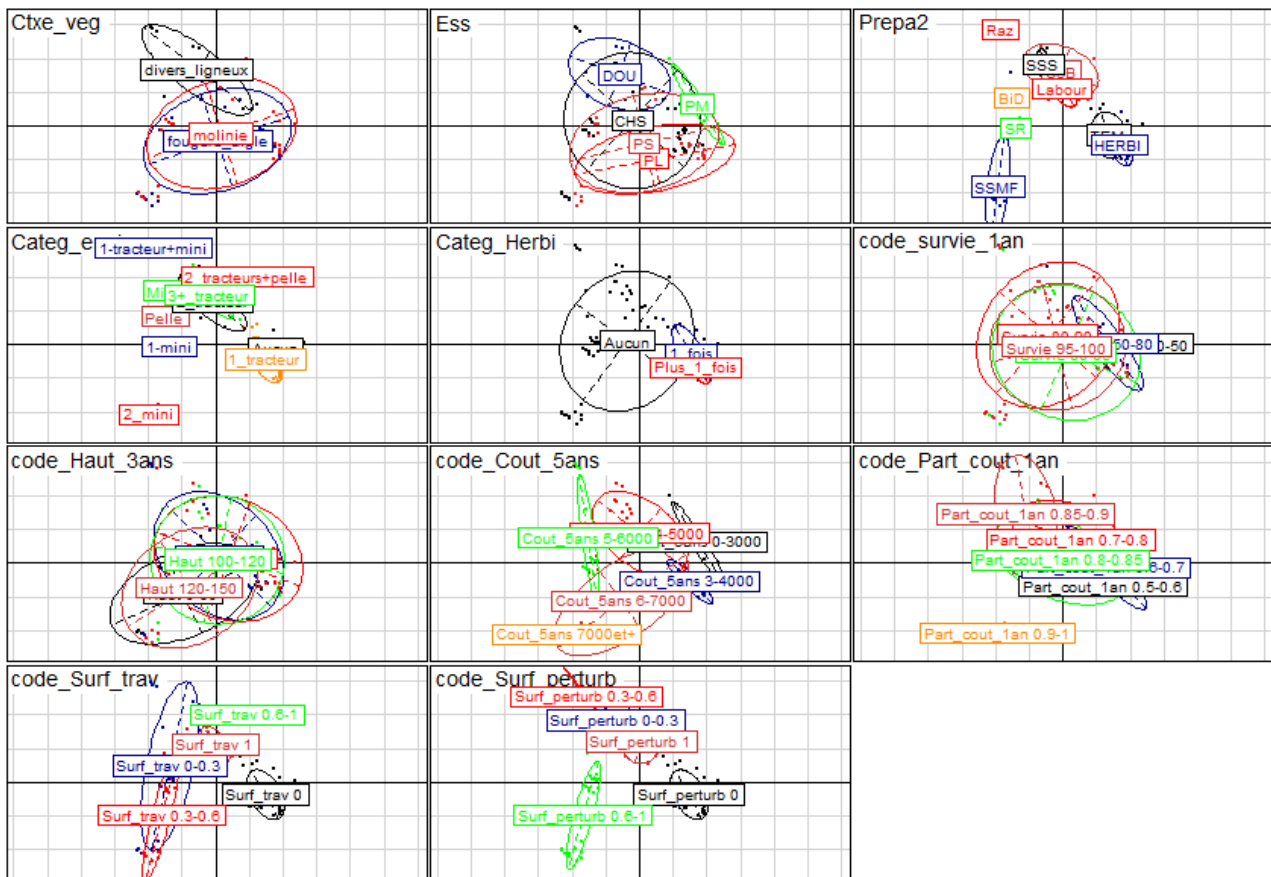 Ctxe_veg
divers_ligneux
molinie
Ess
DOU
PM
CHS
PS
PL
Prepa2
Raz
SSS
Labour
BiD
SR
HERBI
SSMF
1-tracteur+mini
2_tracteurs+pelle
3+_tracteur
Pelle
1-mini
1_tracteur
2_mini
Categ_Herbi
Aucun
1_fois
Plus_1_fois
code_survie_1an
Survie 95-100
code_Haut_3ans
Haut 100-120
Haut 120-150
code_Cout_5ans
Cout_5ans 5-6000
Cout_5ans 3-4000
Cout_5ans 6-7000
Cout_5ans 7000et+
code_Part_cout_1an
Part_cout_1an 0.85-0.9
Part_cout_1an 0.7-0.8
Part_cout_1an 0.8-0.85
Part_cout_1an 0.5-0.6
Part_cout_1an 0.9-1
code_Surf_trav
Surf_trav 0.6-1
Surf_trav 1
Surf_trav 0-0.3
Surf_trav 0
Surf_trav 0.3-0.6
code_Surf_perturb
Surf_perturb 0.3-0.6
Surf_perturb 0-0.3
Surf_perturb 1
Surf_perturb 0
Surf_perturb 0.6-1